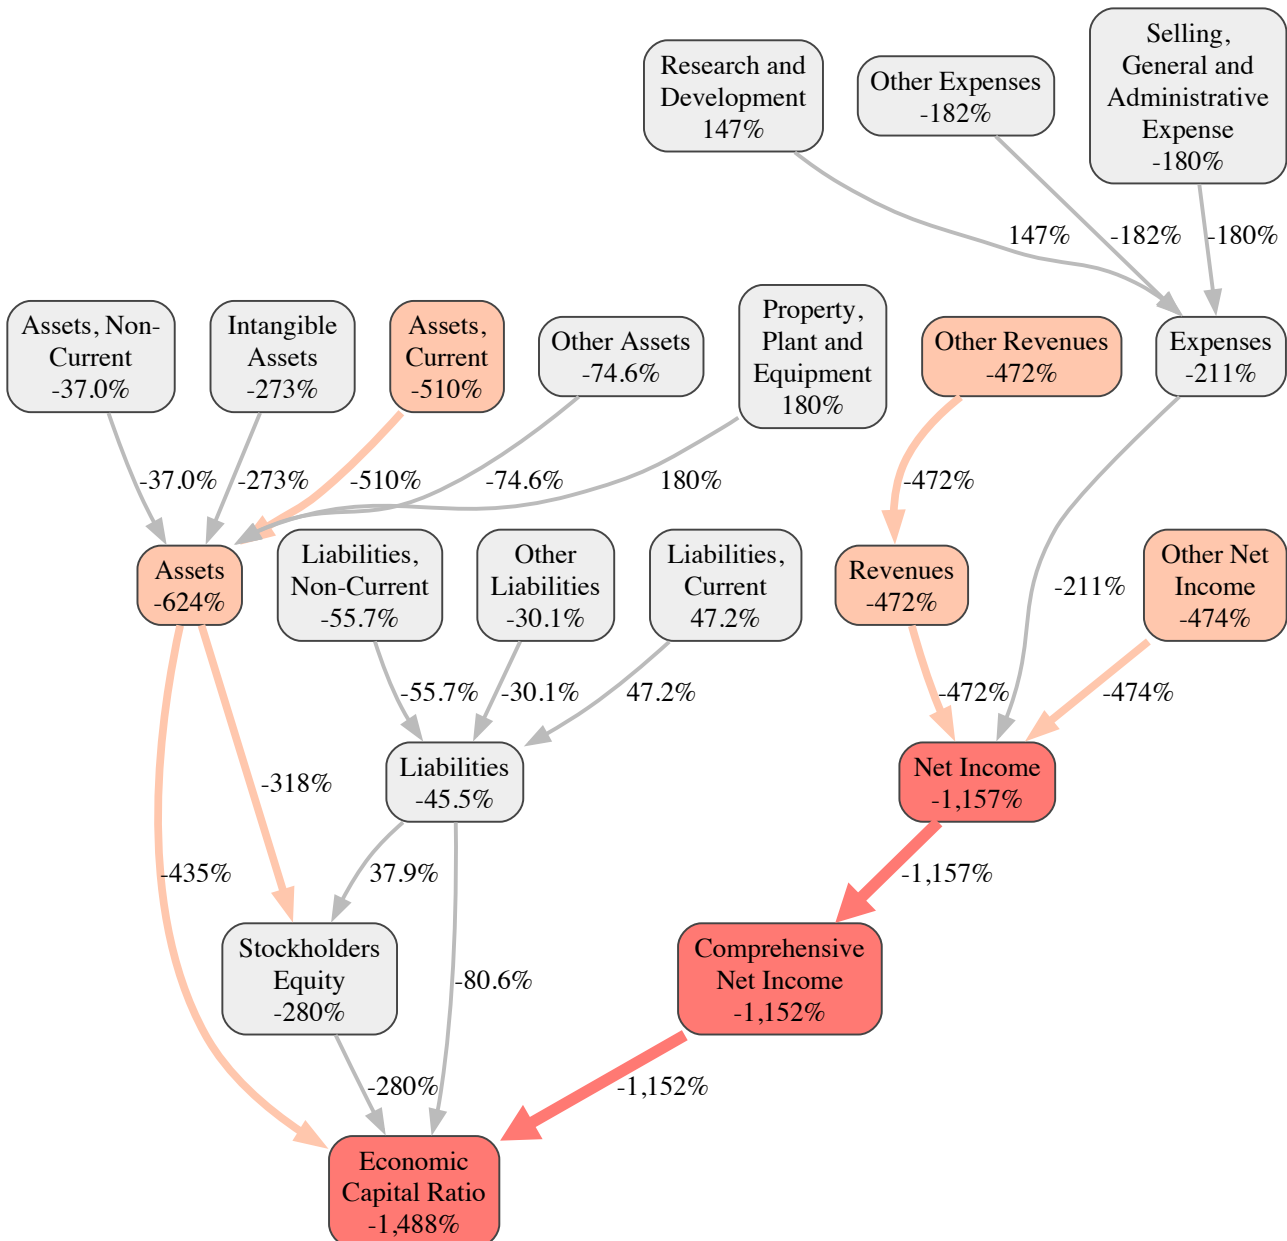 Selling,
General and
Administrative
Expense
-180%
Research and
Development
147%
Other Expenses
-182%
147%
-182%
-180%
Assets, Non-
Current
-37.0%
Intangible
Assets
-273%
Assets,
Current
-510%
Other Assets
-74.6%
Property,
Plant and
Equipment
180%
Other Revenues
-472%
Expenses
-211%
-37.0%
-273%
-510%
-74.6%
180%
-472%
Assets
-624%
Liabilities,
Non-Current
-55.7%
Other
Liabilities
-30.1%
Liabilities,
Current
47.2%
Revenues
-472%
-211%
Other Net
Income
-474%
-55.7%
-30.1%
47.2%
-472%
-474%
-318%
Liabilities
-45.5%
Net Income
-1,157%
-435%
37.9%
-1,157%
Stockholders
Equity
-280%
-80.6%
Comprehensive
Net Income
-1,152%
-280%
-1,152%
Economic
Capital Ratio
-1,488%